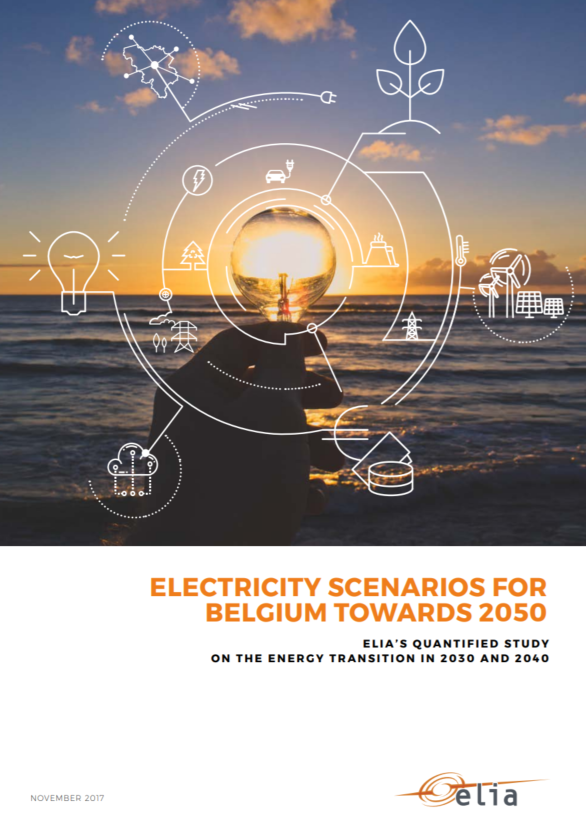 ELECTRICITY SCENARIOS FOR
BELGIUM TOWARDS 2050
ELIA'S QUANTIFIED STUDY
ON THE ENERGY TRANSITION IN 2030 AND 2040
NOVEMBER 2017
elia